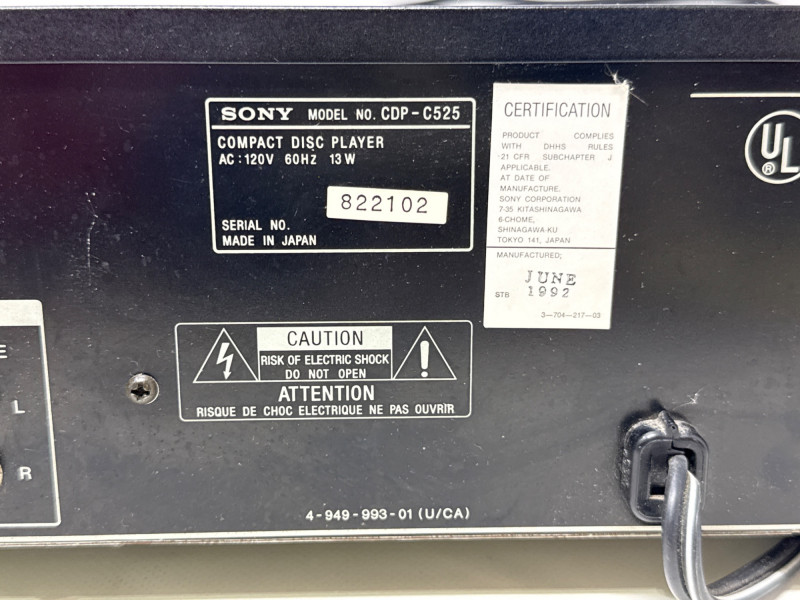 SONY MODEL NO. CDP-C525
COMPACT DISC PLAYER
AC:120V 60HZ 13W
822102
SERIAL NO.
MADE IN JAPAN
CERTIFICATION
PRODUCT COMPLIES
WITH DHHS RULES
21 CFR SUBCHAPTER J
APPLICABLE.
AT DATE OF
MANUFACTURE.
SONY CORPORATION
7-35 KITASHINAGAWA
6-CHOME,
SHINAGAWA-KU
TOKYO 141, JAPAN
MANUFACTURED;
JUNE
STB 1992
3-704-217-03
UL
®
CAUTION
RISK OF ELECTRIC SHOCK
DO NOT OPEN
!
ATTENTION
RISQUE DE CHOC ELECTRIQUE NE PAS OUVRIR
E
L
R
4-949-993-01 (U/CA)